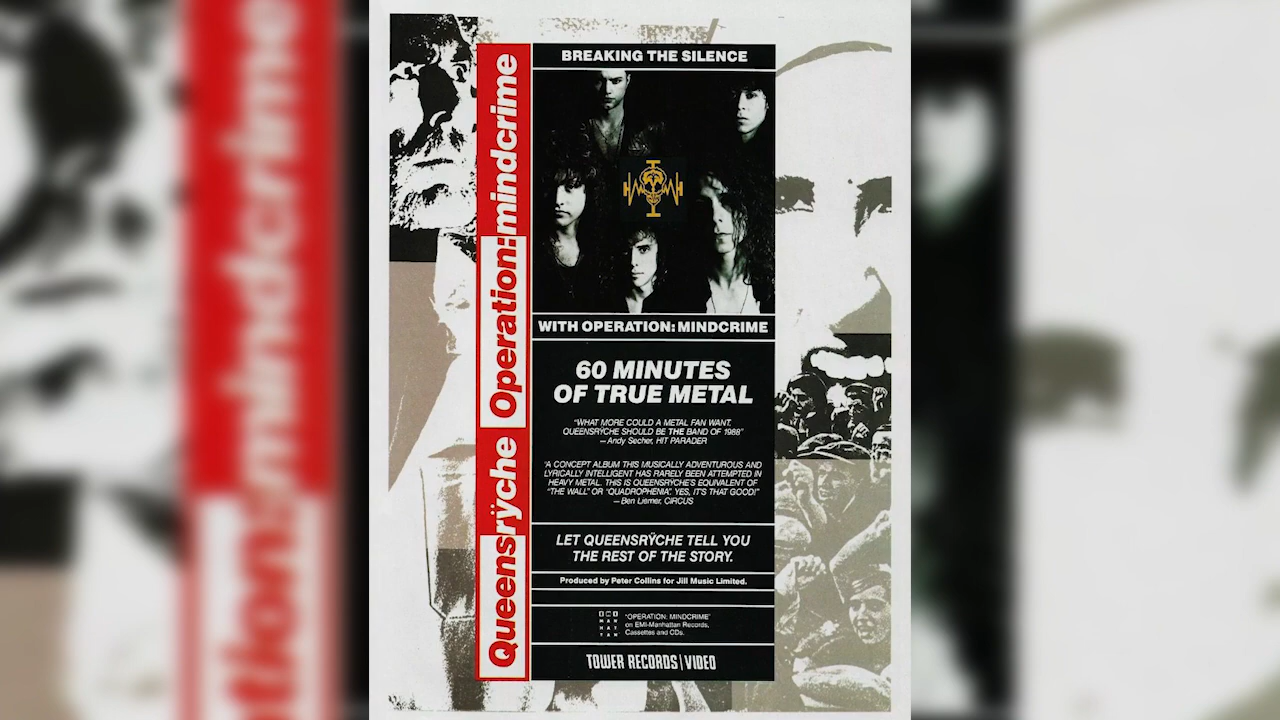 Queensrÿche Operation:mindcrime
BREAKING THE SILENCE
WITH OPERATION: MINDCRIME
60 MINUTES
OF TRUE METAL
"WHAT MORE COULD A METAL FAN WANT.
QUEENSRŸCHE SHOULD BE THE BAND OF 1988"
— Andy Secher, HIT PARADER
"A CONCEPT ALBUM THIS MUSICALLY ADVENTUROUS AND
LYRICALLY INTELLIGENT HAS RARELY BEEN ATTEMPTED IN
HEAVY METAL. THIS IS QUEENSRŸCHE'S EQUIVALENT OF
"THE WALL" OR "QUADROPHENIA". YES, IT'S THAT GOOD!"
— Ben Liemer, CIRCUS
LET QUEENSRŸCHE TELL YOU
THE REST OF THE STORY.
Produced by Peter Collins for Jill Music Limited.
EMI
MAN
HAT
TAN
"OPERATION: MINDCRIME"
on EMI-Manhattan Records,
Cassettes and CDs.
TOWER RECORDS | VIDEO